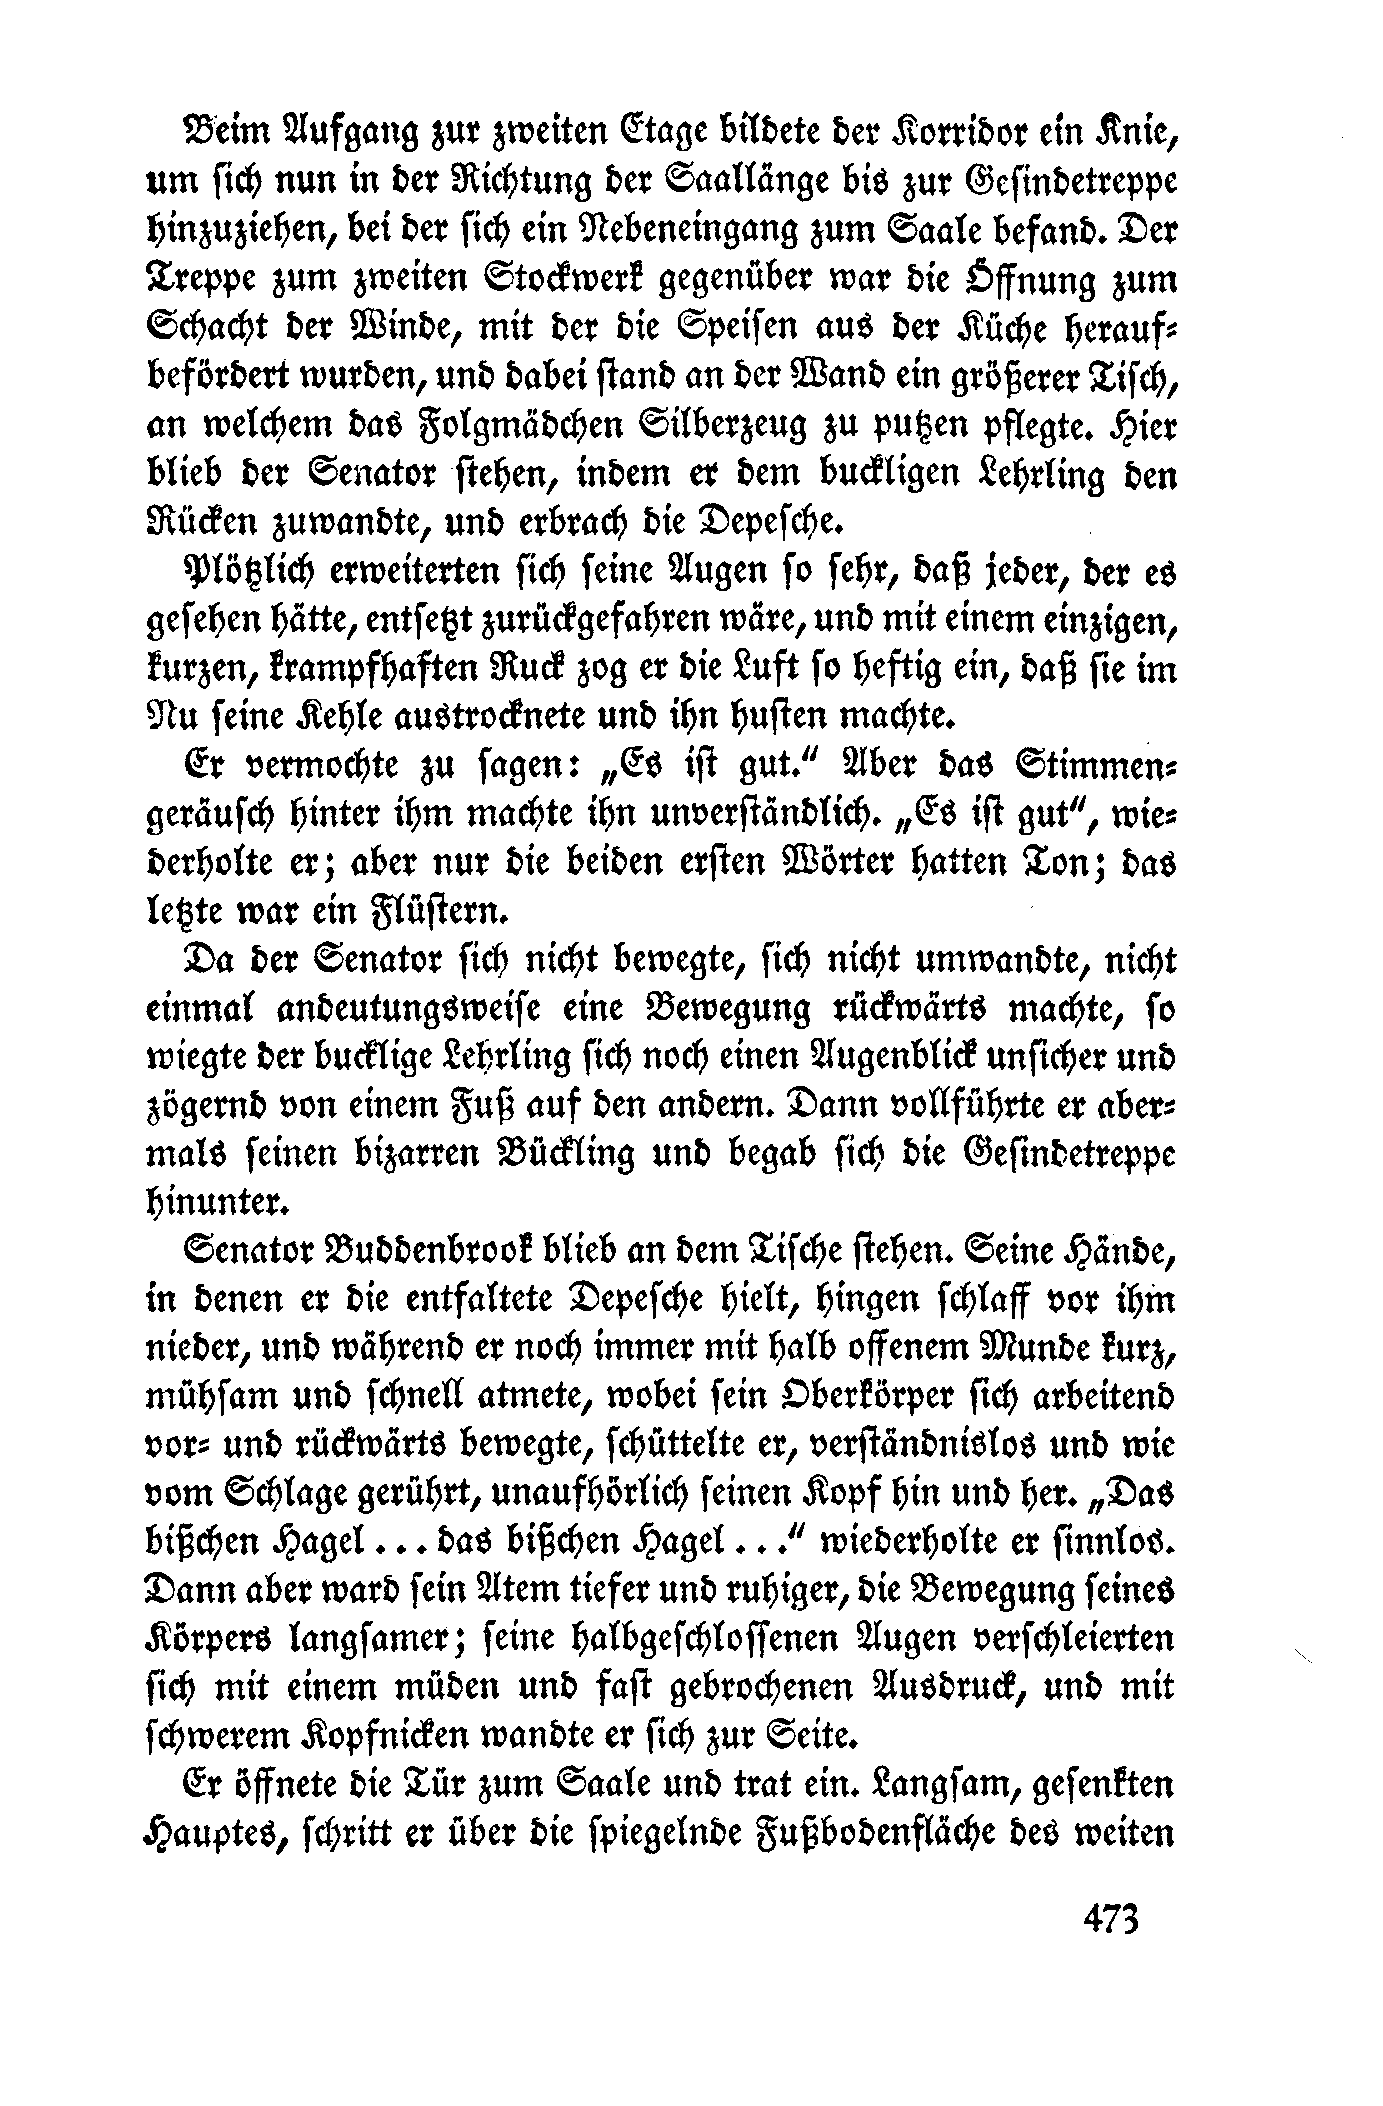 Beim Aufgang zur zweiten Etage bildete der Korridor ein Knie,
um sich nun in der Richtung der Saallänge bis zur Gesindetreppe
hinzuziehen, bei der sich ein Nebeneingang zum Saale befand. Der
Treppe zum zweiten Stockwerk gegenüber war die Öffnung zum
Schacht der Winde, mit der die Speisen aus der Küche herauf-
befördert wurden, und dabei stand an der Wand ein größerer Tisch,
an welchem das Folgmädchen Silberzeug zu putzen pflegte. Hier
blieb der Senator stehen, indem er dem buckligen Lehrling den
Rücken zuwandte, und erbrach die Depesche.
Plötzlich erweiterten sich seine Augen so sehr, daß jeder, der es
gesehen hätte, entsetzt zurückgefahren wäre, und mit einem einzigen,
kurzen, krampfhaften Ruck zog er die Luft so heftig ein, daß sie im
Nu seine Kehle austrocknete und ihn husten machte.
Er vermochte zu sagen: „Es ist gut.“ Aber das Stimmen-
geräusch hinter ihm machte ihn unverständlich. „Es ist gut“, wie-
derholte er; aber nur die beiden ersten Wörter hatten Ton; das
letzte war ein Flüstern.
Da der Senator sich nicht bewegte, sich nicht umwandte, nicht
einmal andeutungsweise eine Bewegung rückwärts machte, so
wiegte der bucklige Lehrling sich noch einen Augenblick unsicher und
zögernd von einem Fuß auf den andern. Dann vollführte er aber-
mals seinen bizarren Bückling und begab sich die Gesindetreppe
hinunter.
Senator Buddenbrook blieb an dem Tische stehen. Seine Hände,
in denen er die entfaltete Depesche hielt, hingen schlaff vor ihm
nieder, und während er noch immer mit halb offenem Munde kurz,
mühsam und schnell atmete, wobei sein Oberkörper sich arbeitend
vor- und rückwärts bewegte, schüttelte er, verständnislos und wie
vom Schlage gerührt, unaufhörlich seinen Kopf hin und her. „Das
bißchen Hagel . . . das bißchen Hagel . . .“ wiederholte er sinnlos.
Dann aber ward sein Atem tiefer und ruhiger, die Bewegung seines
Körpers langsamer; seine halbgeschlossenen Augen verschleierten
sich mit einem müden und fast gebrochenen Ausdruck, und mit
schwerem Kopfnicken wandte er sich zur Seite.
Er öffnete die Tür zum Saale und trat ein. Langsam, gesenkten
Hauptes, schritt er über die spiegelnde Fußbodenfläche des weiten
473